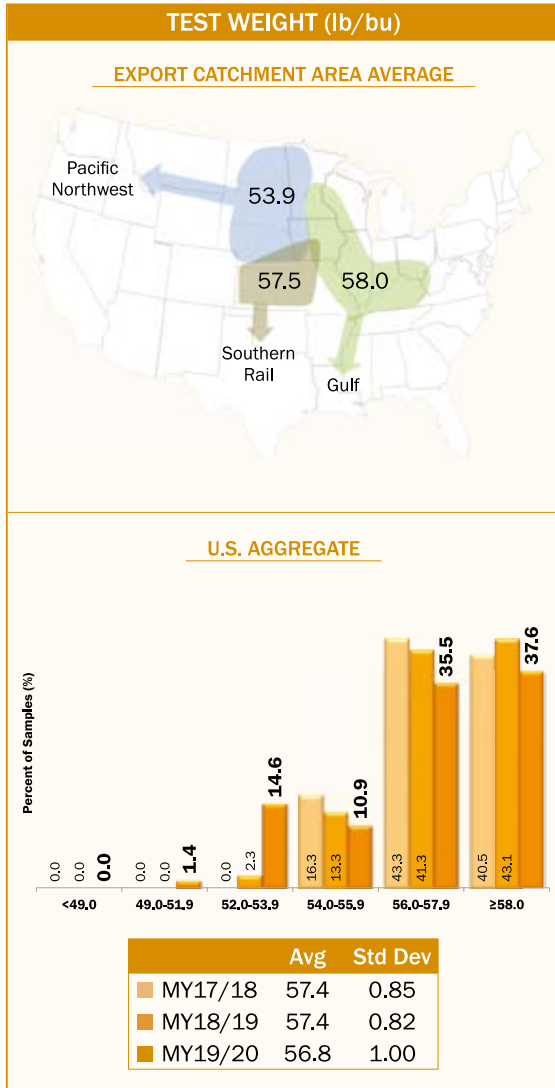 TEST WEIGHT (lb/bu)
EXPORT CATCHMENT AREA AVERAGE
Pacific
Northwest
53.9
57.5
58.0
Southern
Rail
Gulf
U.S. AGGREGATE
Percent of Samples (%)
0.0 0.0 0.0
0.0 0.0 1.4
0.0 2.3 14.6
16.3 13.3 10.9
43.3 41.3 35.5
40.5 43.1 37.6
<49.0 49.0-51.9 52.0-53.9 54.0-55.9 56.0-57.9 ≥58.0
Avg Std Dev
MY17/18 57.4 0.85
MY18/19 57.4 0.82
MY19/20 56.8 1.00